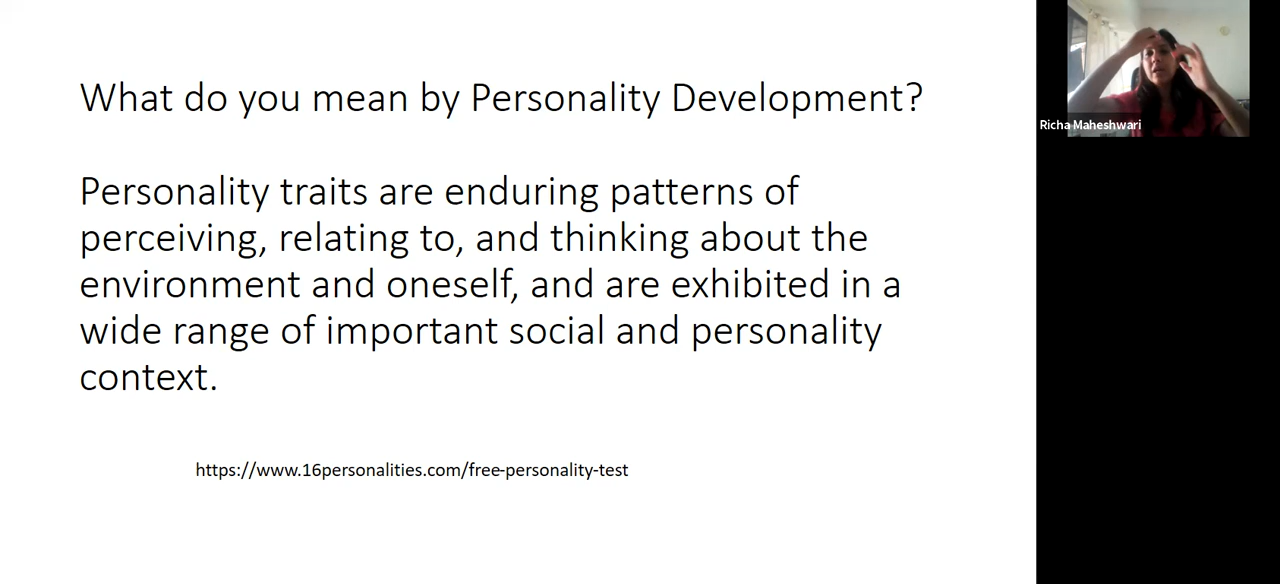 What do you mean by Personality Development?
Personality traits are enduring patterns of
perceiving, relating to, and thinking about the
environment and oneself, and are exhibited in a
wide range of important social and personality
context.
https://www.16personalities.com/free-personality-test
Richa Maheshwari